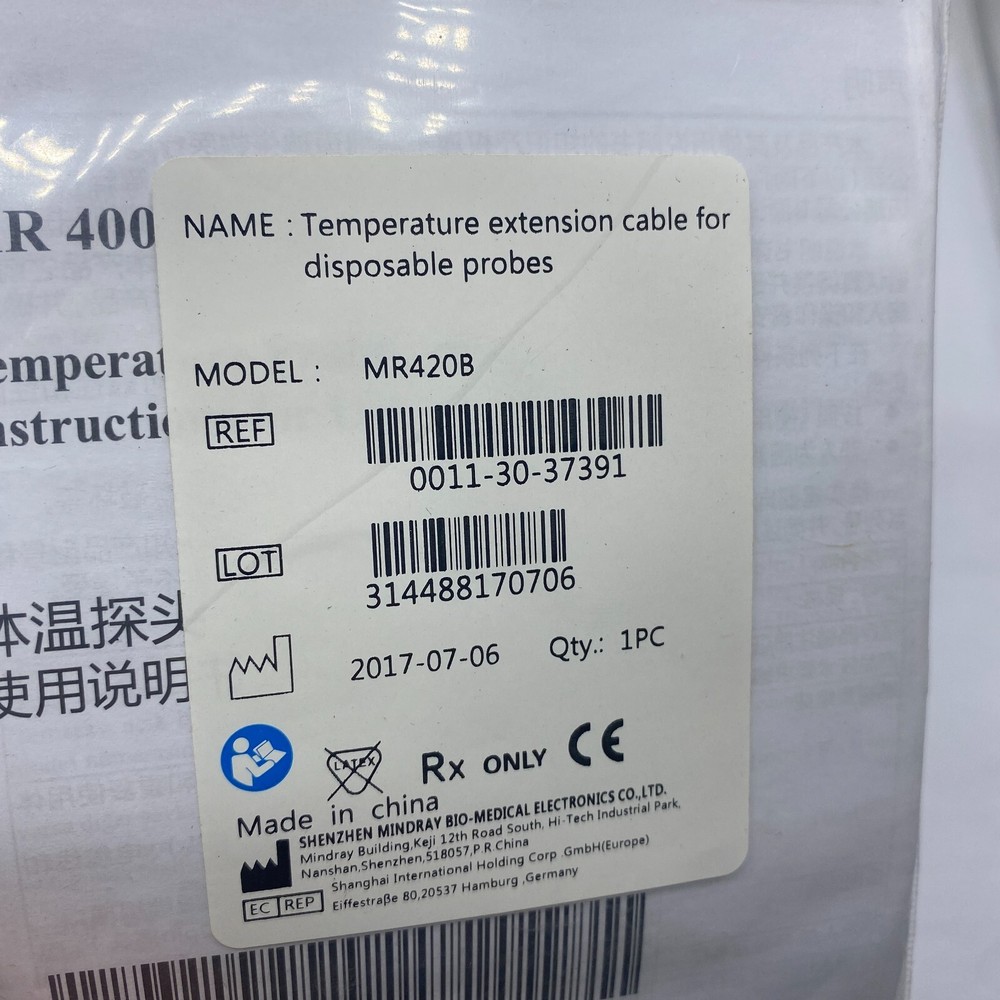 R 400
NAME : Temperature extension cable for
disposable probes
emperat
nstructi
MODEL : MR420B
REF
0011-30-37391
LOT
314488170706
体温探头
使用说明
2017-07-06 Qty.: 1PC
LATEX
Rx ONLY CE
Made in china
SHENZHEN MINDRAY BIO-MEDICAL ELECTRONICS CO.,LTD.
Mindray Building,Keji 12th Road South, Hi-Tech Industrial Park,
Nanshan,Shenzhen,518057,P.R.China
Shanghai International Holding Corp .GmbH(Europe)
EC REP Eiffestraße 80,20537 Hamburg ,Germany